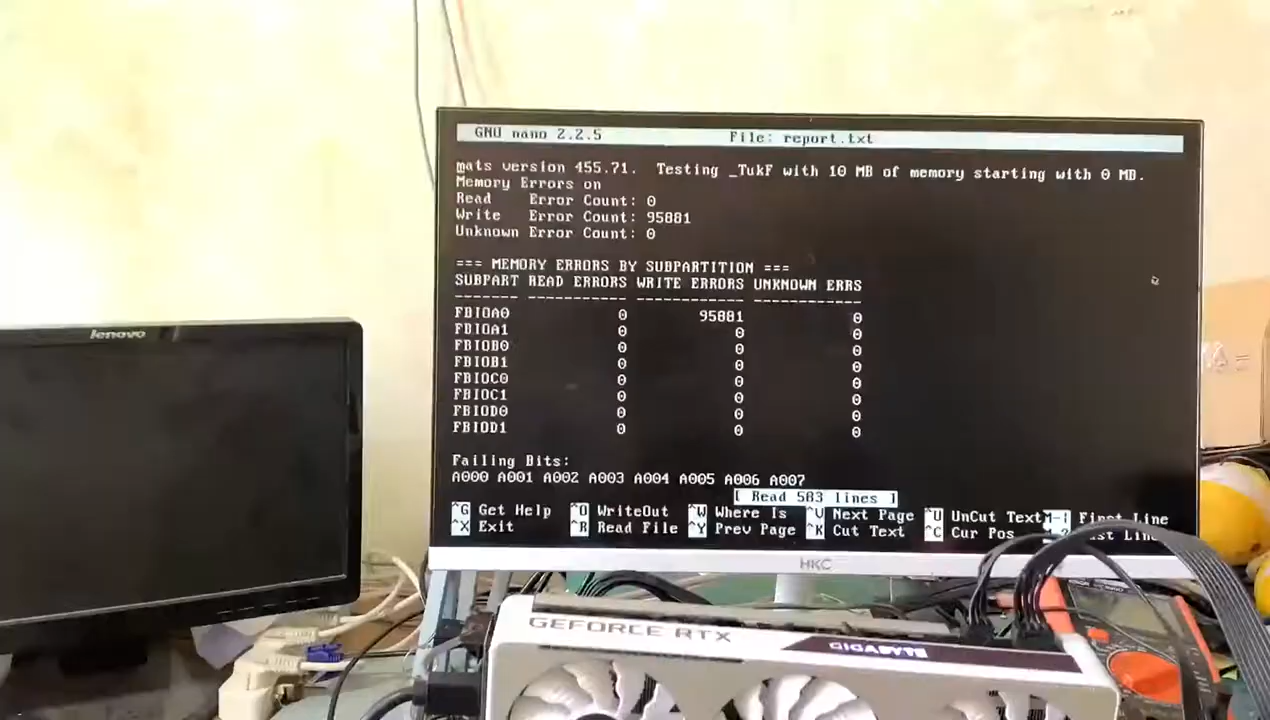 GNU nano 2.2.5 File: report.txt
mats version 455.71. Testing _TukF with 10 MB of memory starting with 0 MB.
Memory Errors on
Read Error Count: 0
Write Error Count: 95881
Unknown Error Count: 0
=== MEMORY ERRORS BY SUBPARTITION ===
SUBPART READ ERRORS WRITE ERRORS UNKNOWN ERRS
------- ----------- ------------ ------------
FBIOA0 0 95881 0
FBIOA1 0 0 0
FBIOB0 0 0 0
FBIOB1 0 0 0
FBIOC0 0 0 0
FBIOC1 0 0 0
FBIOD0 0 0 0
FBIOD1 0 0 0
Failing Bits:
A000 A001 A002 A003 A004 A005 A006 A007
[ Read 583 lines ]
^G Get Help ^O WriteOut ^W Where Is ^V Next Page ^U UnCut Text First Line
^X Exit ^R Read File ^Y Prev Page ^K Cut Text ^C Cur Pos
lenovo
HKC
GEFORCE RTX
GIGABYTE